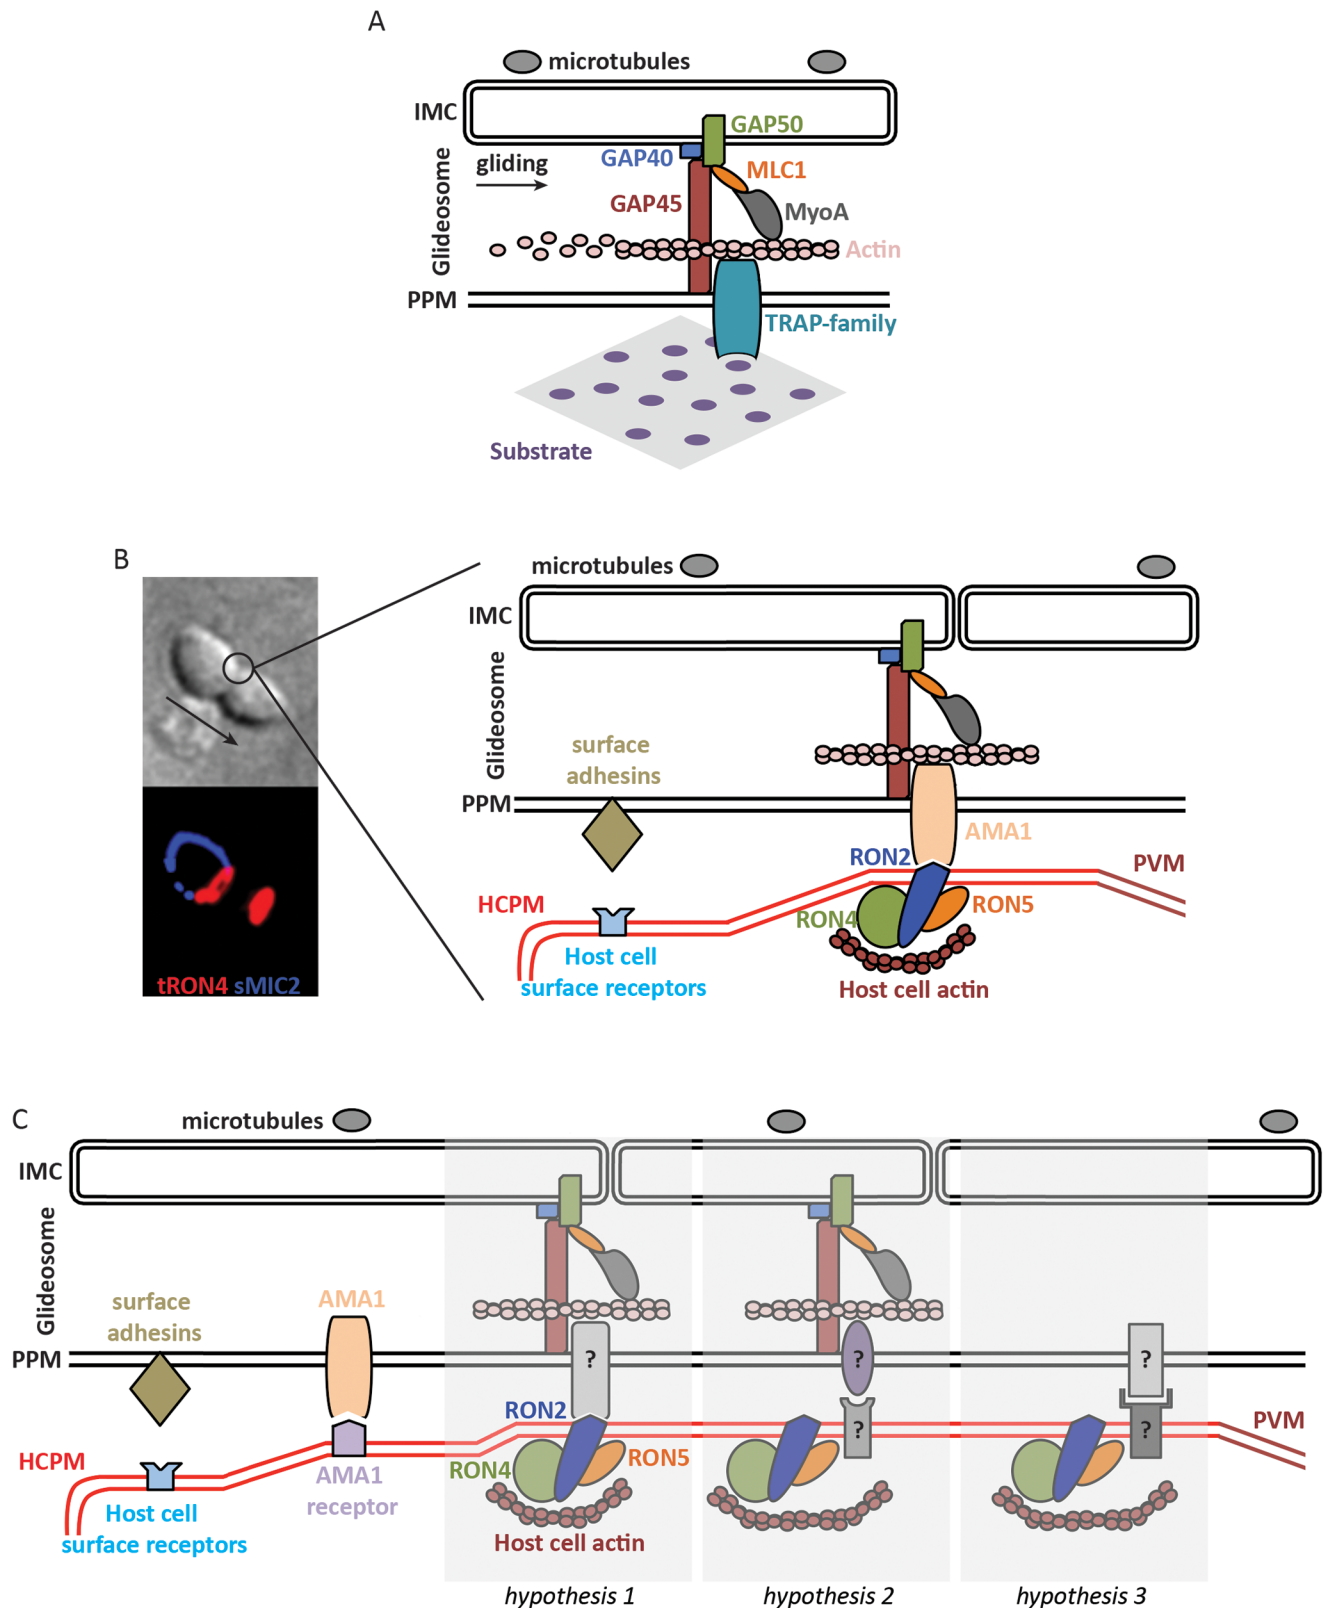 A
microtubules
IMC
GAP50
GAP40
gliding
MLC1
GAP45
MyoA
Glideosome
Actin
PPM
TRAP-family
Substrate
B
microtubules
IMC
Glideosome
surface
adhesins
PPM
AMA1
RON2
PVM
HCPM
RON4
RON5
Host cell
surface receptors
Host cell actin
tRON4 sMIC2
C
microtubules
IMC
Glideosome
surface
adhesins
AMA1
PPM
?
?
?
RON2
PVM
?
?
HCPM
RON4
RON5
AMA1
receptor
Host cell
surface receptors
Host cell actin
hypothesis 1
hypothesis 2
hypothesis 3